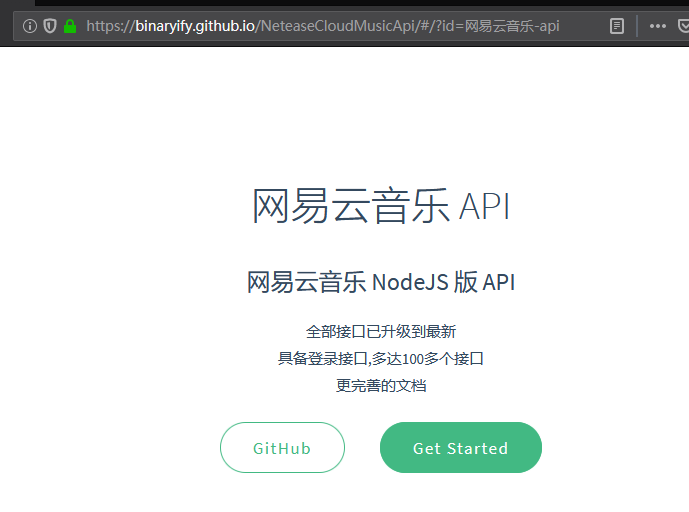 https://binaryify.github.io/NeteaseCloudMusicApi/#/?id=网易云音乐-api
网易云音乐 API
网易云音乐 NodeJS 版 API
全部接口已升级到最新
具备登录接口,多达100多个接口
更完善的文档
GitHub
Get Started